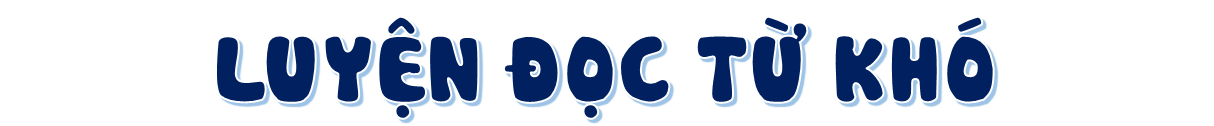 LUYỆN ĐỌC TỪ KHÓ